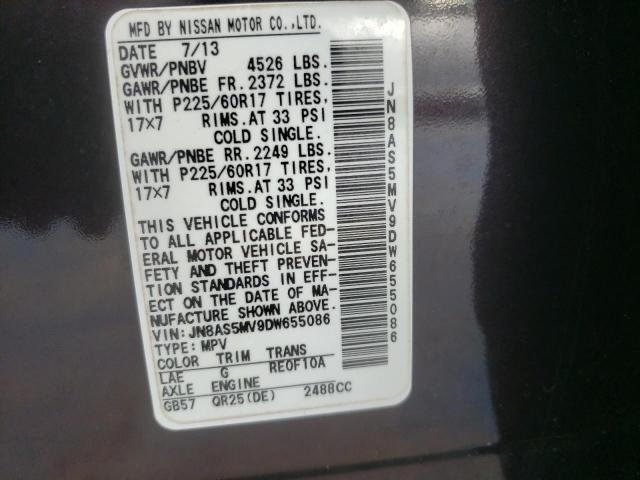 MFD BY NISSAN MOTOR CO.,LTD.
DATE 7/13
GVWR/PNBV 4526 LBS.
GAWR/PNBE FR. 2372 LBS.
WITH P225/60R17 TIRES,
17×7 RIMS.AT 33 PSI
COLD SINGLE.
GAWR/PNBE RR. 2249 LBS.
WITH P225/60R17 TIRES,
17×7 RIMS.AT 33 PSI
COLD SINGLE.
THIS VEHICLE CONFORMS
TO ALL APPLICABLE FED-
ERAL MOTOR VEHICLE SA-
FETY AND THEFT PREVEN-
TION STANDARDS IN EFF-
ECT ON THE DATE OF MA-
NUFACTURE SHOWN ABOVE.
VIN: JN8AS5MV9DW655086
TYPE: MPV
COLOR TRIM TRANS
LAE G RE0F10A
AXLE ENGINE
GB57 QR25(DE) 2488CC
JN8AS5MV9DW655086